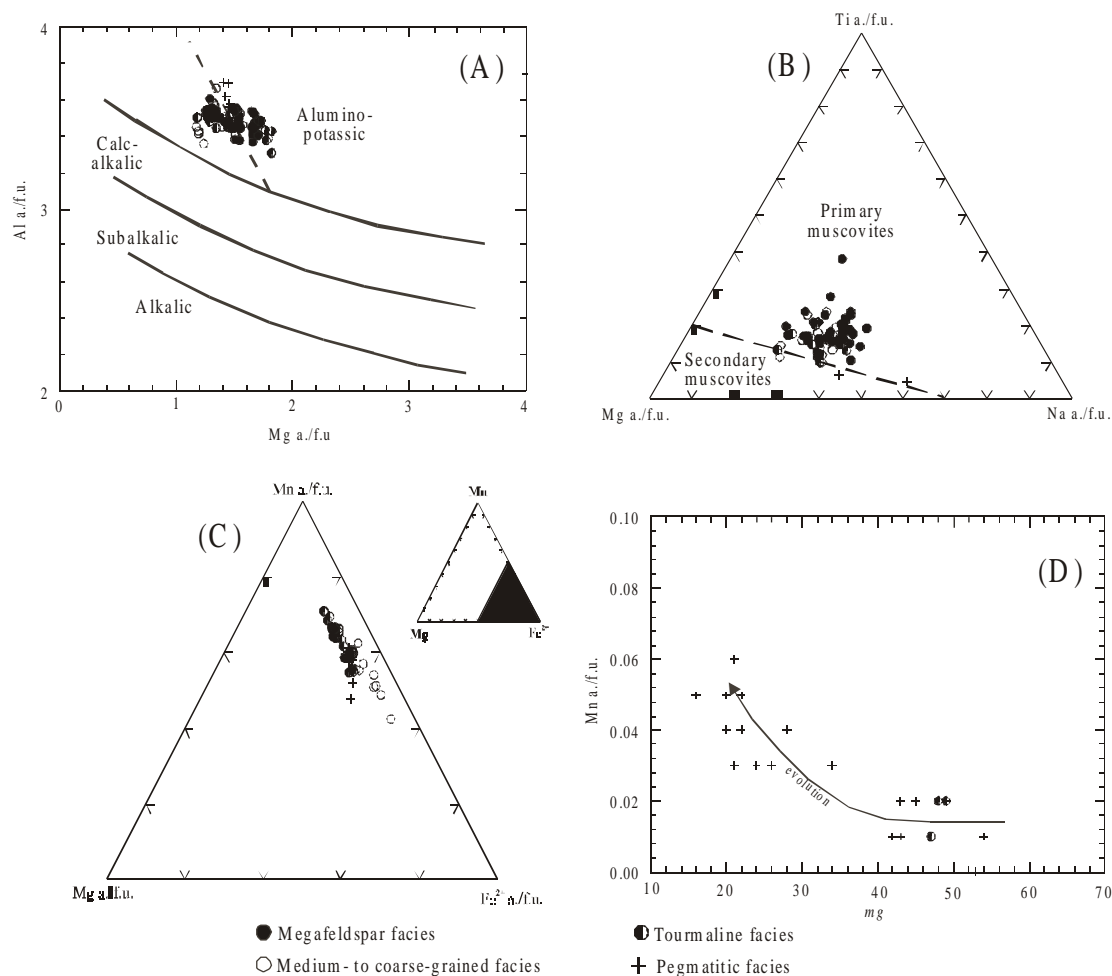 (A)
4
3
2
Al a./f.u.
Calc-
alkalic
Subalkalic
Alkalic
Alumino-
potassic
0
1
2
3
4
Mg a./f.u
(B)
Ti a./f.u.
Primary
muscovites
Secondary
muscovites
Mg a./f.u.
Na a./f.u.
(C)
Mn a./f.u.
Mg a./f.u.
Fe²⁺ a./f.u.
Mn
Mg
Fe²⁺
(D)
0.10
0.08
0.06
0.04
0.02
0.00
Mn a./f.u.
evolution
10
20
30
40
50
60
70
mg
Megafeldspar facies
Medium- to coarse-grained facies
Tourmaline facies
Pegmatitic facies